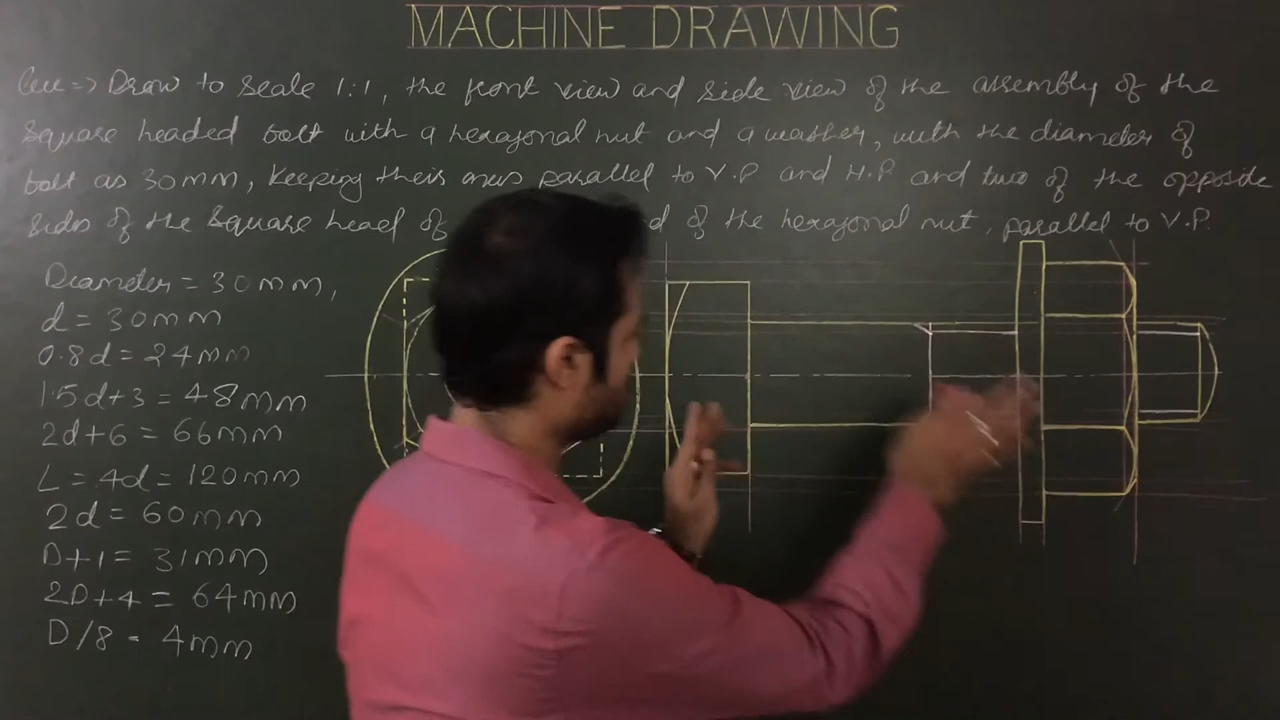 MACHINE DRAWING
Que=> Draw to Scale 1:1, the front view and side view of the assembly of the
Square headed bolt with a hexagonal nut and a washer, with the diameter of
bolt as 30MM, Keeping their axes parallel to V.P and H.P and two of the opposite
sides of the Square head of d of the hexagonal nut, parallel to V.P.
Diameter = 30mm,
d = 30mm
0.8d = 24mm
1.5d+3 = 48mm
2d+6 = 66mm
L = 4d = 120mm
2d = 60mm
D+1 = 31mm
2D+4 = 64mm
D/8 = 4mm